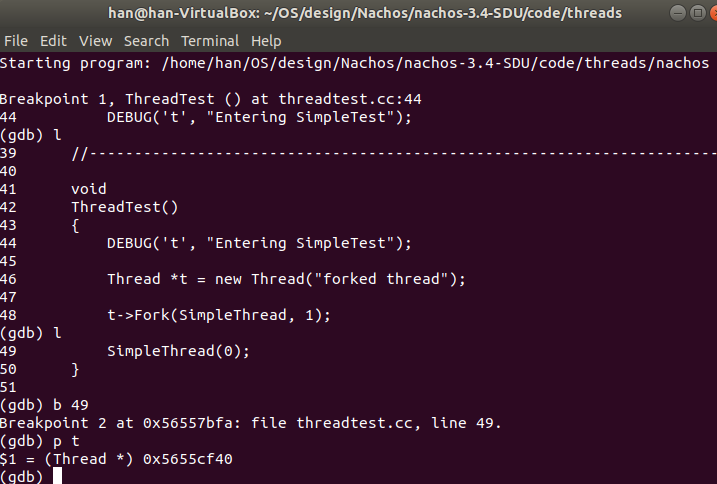 han@han-VirtualBox: ~/OS/design/Nachos/nachos-3.4-SDU/code/threads
File Edit View Search Terminal Help
Starting program: /home/han/OS/design/Nachos/nachos-3.4-SDU/code/threads/nachos
Breakpoint 1, ThreadTest () at threadtest.cc:44
44          DEBUG('t', "Entering SimpleTest");
(gdb) l
39      //----------------------------------------------------------------------
40
41      void
42      ThreadTest()
43      {
44          DEBUG('t', "Entering SimpleTest");
45
46          Thread *t = new Thread("forked thread");
47
48          t->Fork(SimpleThread, 1);
(gdb) l
49          SimpleThread(0);
50      }
51
(gdb) b 49
Breakpoint 2 at 0x56557bfa: file threadtest.cc, line 49.
(gdb) p t
$1 = (Thread *) 0x5655cf40
(gdb)